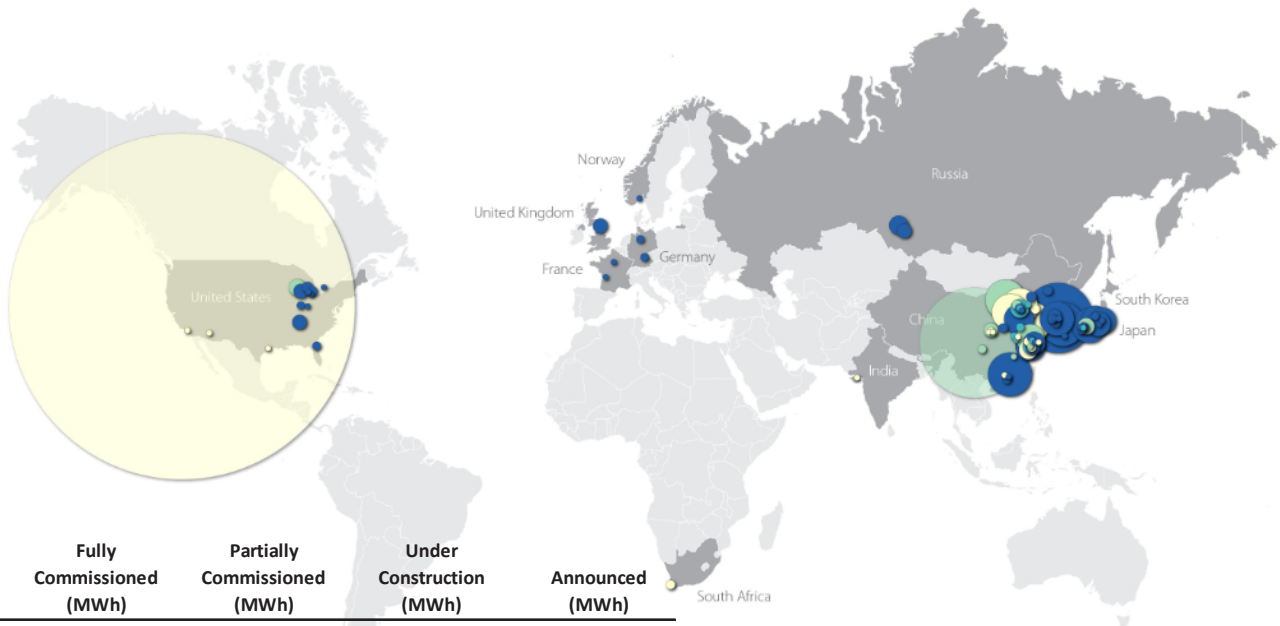 Norway
Russia
United Kingdom
Germany
France
United States
South Korea
China
Japan
India
Fully
Commissioned
(MWh)
Partially
Commissioned
(MWh)
Under
Construction
(MWh)
Announced
(MWh)
South Africa